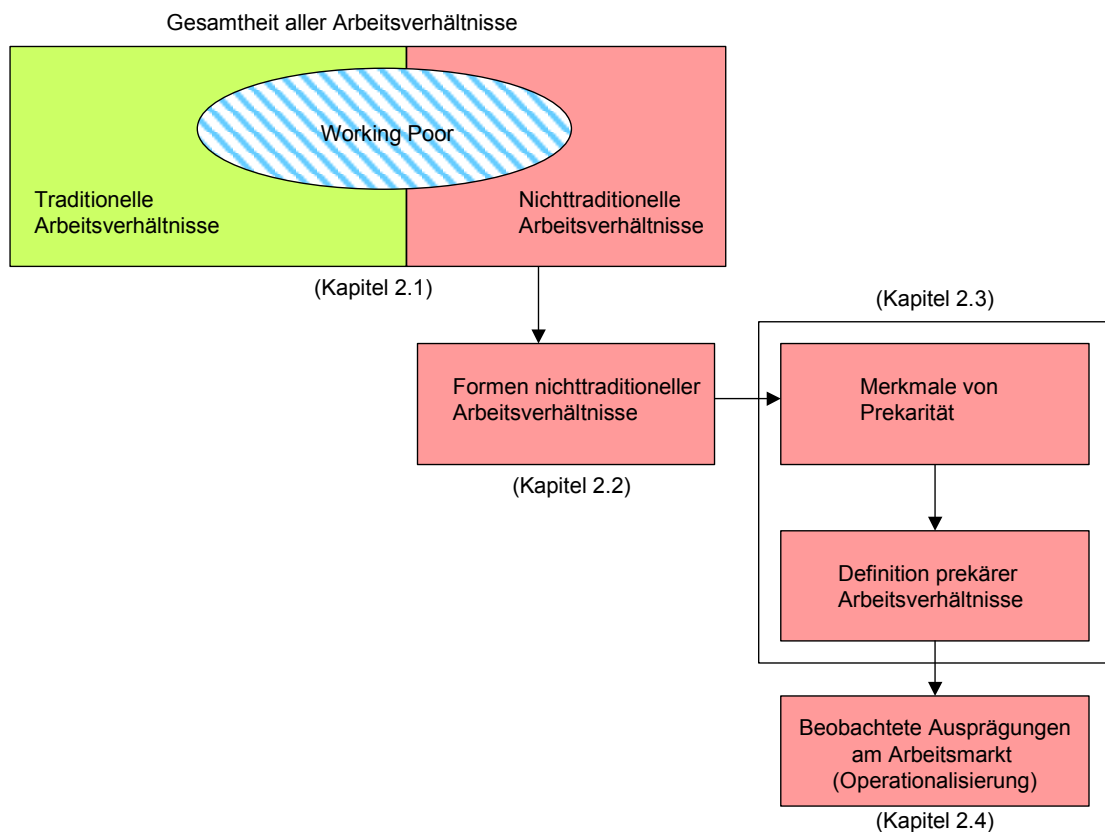 Gesamtheit aller Arbeitsverhältnisse
Working Poor
Traditionelle
Arbeitsverhältnisse
Nichttraditionelle
Arbeitsverhältnisse
(Kapitel 2.1)
(Kapitel 2.3)
Formen nichttraditioneller
Arbeitsverhältnisse
(Kapitel 2.2)
Merkmale von
Prekarität
Definition prekärer
Arbeitsverhältnisse
Beobachtete Ausprägungen
am Arbeitsmarkt
(Operationalisierung)
(Kapitel 2.4)